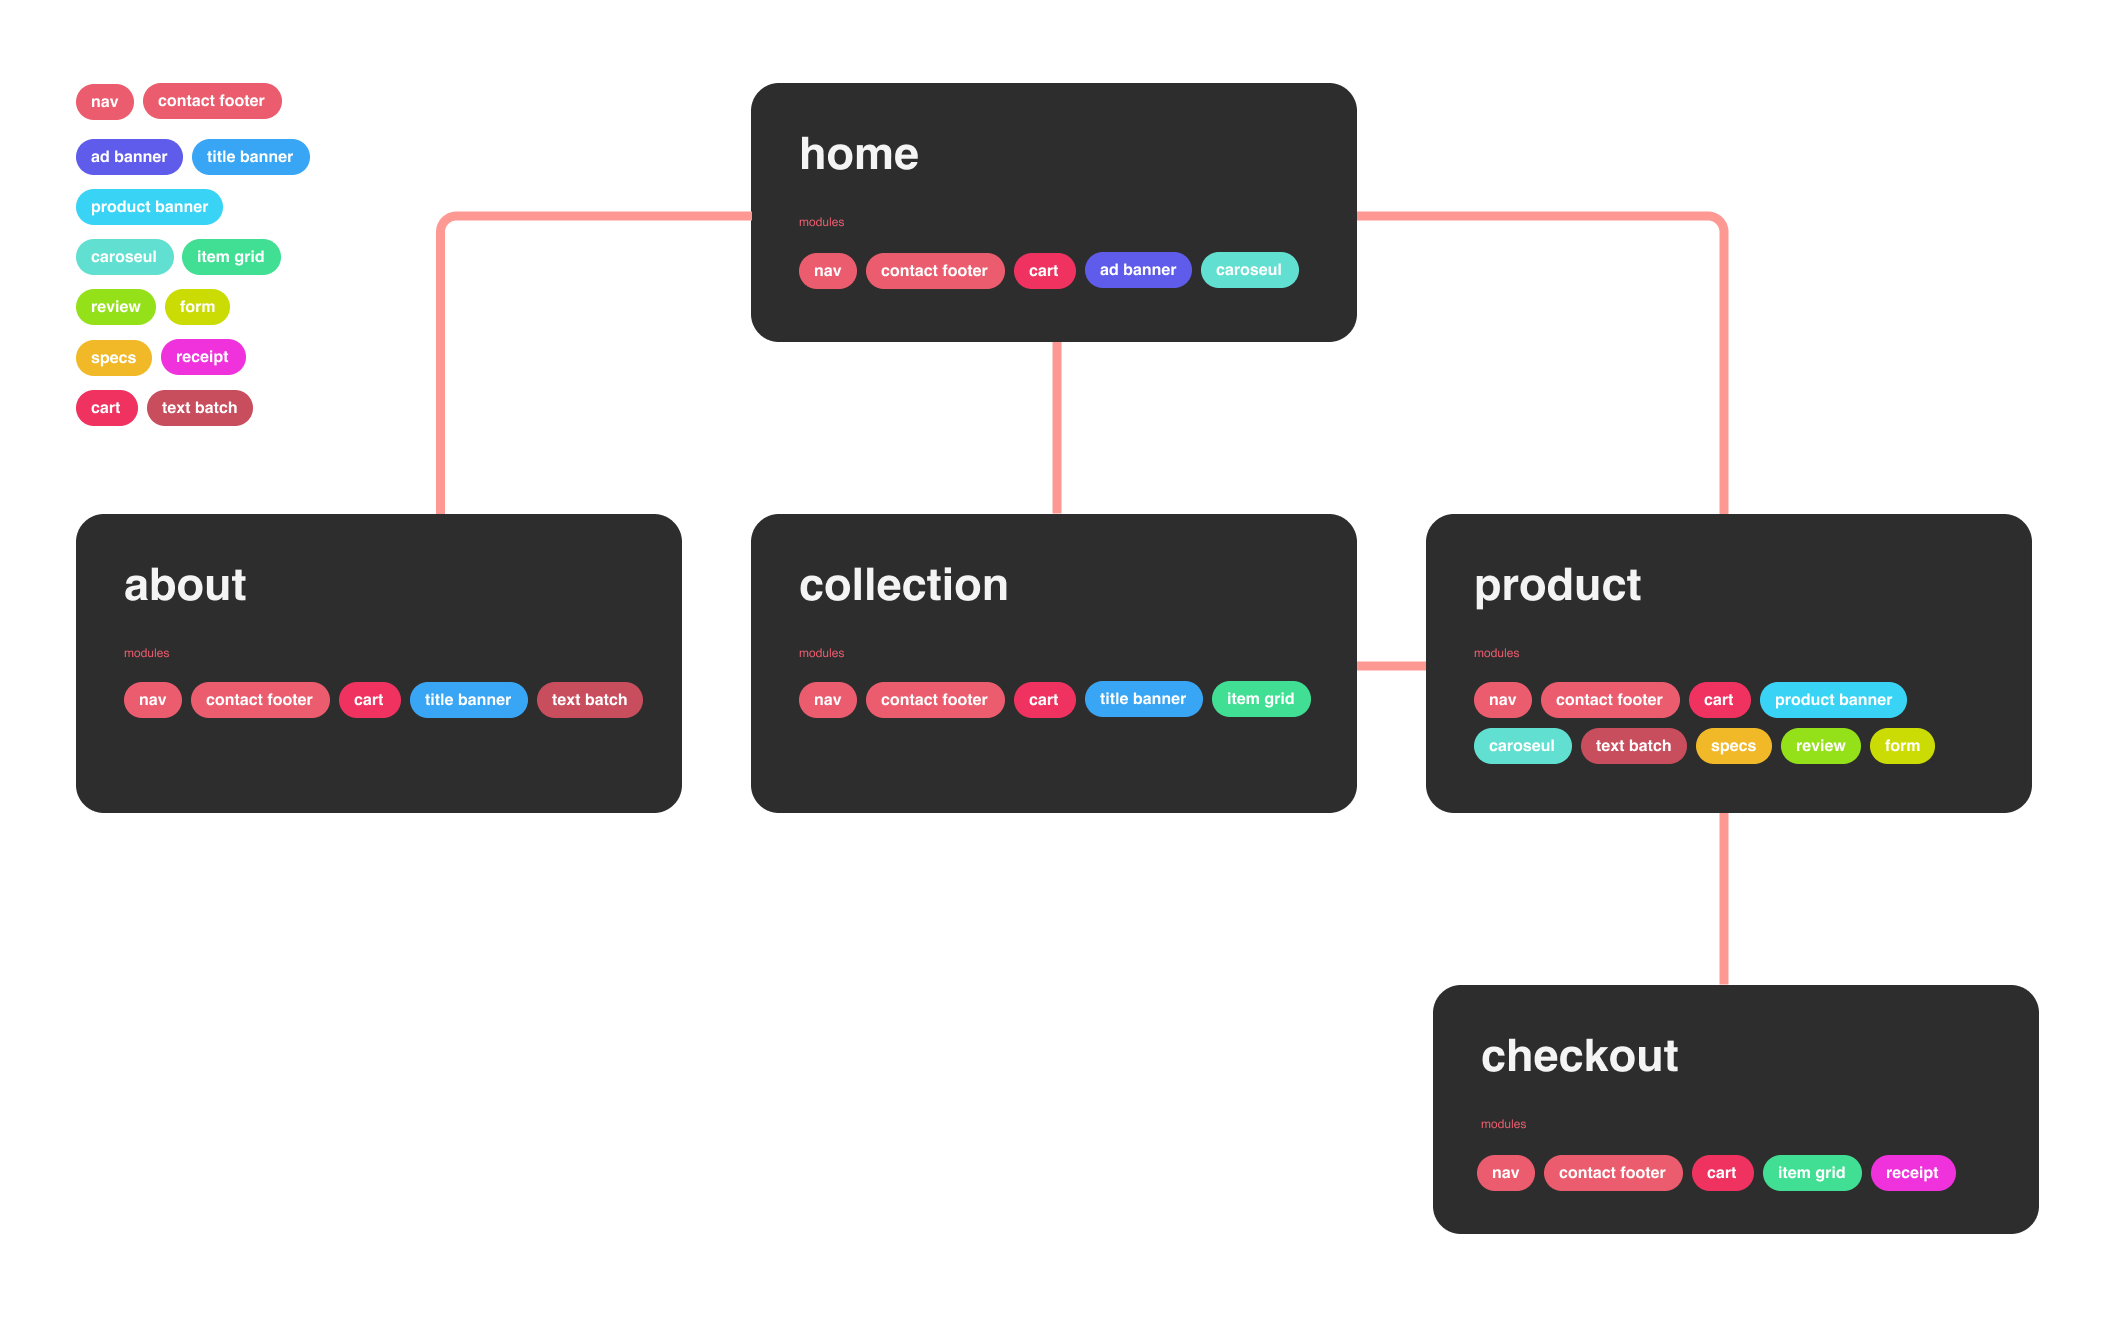 nav contact footer
ad banner title banner
product banner
caroseul item grid
review form
specs receipt
cart text batch
home
modules
nav contact footer cart ad banner caroseul
about
modules
nav contact footer cart title banner text batch
collection
modules
nav contact footer cart title banner item grid
product
modules
nav contact footer cart product banner
caroseul text batch specs review form
checkout
modules
nav contact footer cart item grid receipt